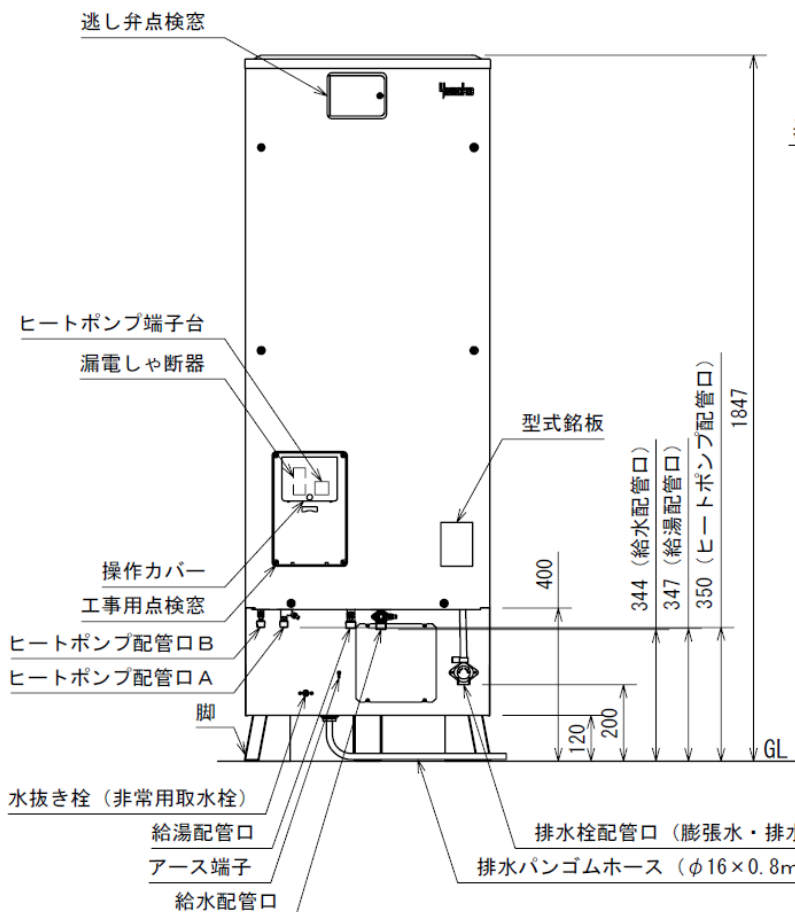 逃し弁点検窓
ヒートポンプ端子台
漏電しゃ断器
型式銘板
操作カバー
工事用点検窓
ヒートポンプ配管口B
ヒートポンプ配管口A
脚
水抜き栓（非常用取水栓）
給湯配管口
アース端子
給水配管口
排水栓配管口（膨張水・排水
排水パンゴムホース（φ16×0.8m
400
120
200
344（給水配管口）
347（給湯配管口）
350（ヒートポンプ配管口）
1847
GL